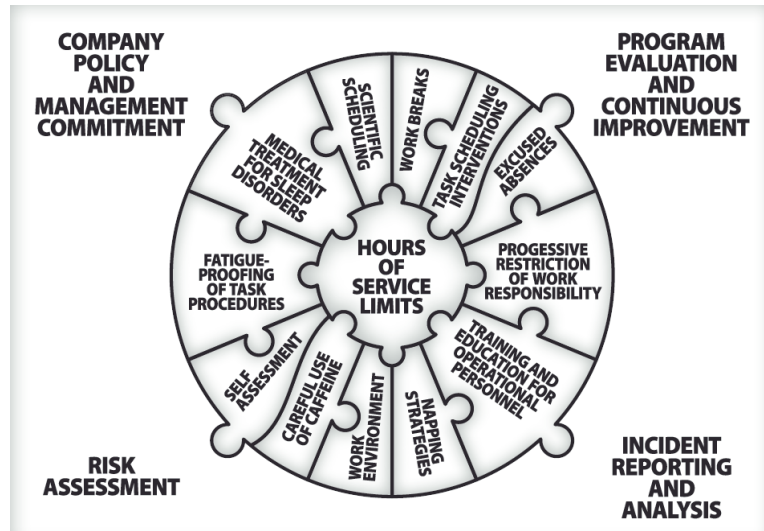 COMPANY
POLICY
AND
MANAGEMENT
COMMITMENT
PROGRAM
EVALUATION
AND
CONTINUOUS
IMPROVEMENT
SCIENTIFIC
SCHEDULING
WORK BREAKS
TASK SCHEDULING
INTERVENTIONS
EXCUSED
ABSENCES
MEDICAL
TREATMENT
FOR SLEEP
DISORDERS
HOURS
OF
SERVICE
LIMITS
FATIGUE-
PROOFING
OF TASK
PROCEDURES
PROGESSIVE
RESTRICTION
OF WORK
RESPONSIBILITY
SELF
ASSESSMENT
CAREFUL USE
OF CAFFEINE
WORK
ENVIRONMENT
NAPPING
STRATEGIES
TRAINING AND
EDUCATION FOR
OPERATIONAL
PERSONNEL
RISK
ASSESSMENT
INCIDENT
REPORTING
AND
ANALYSIS